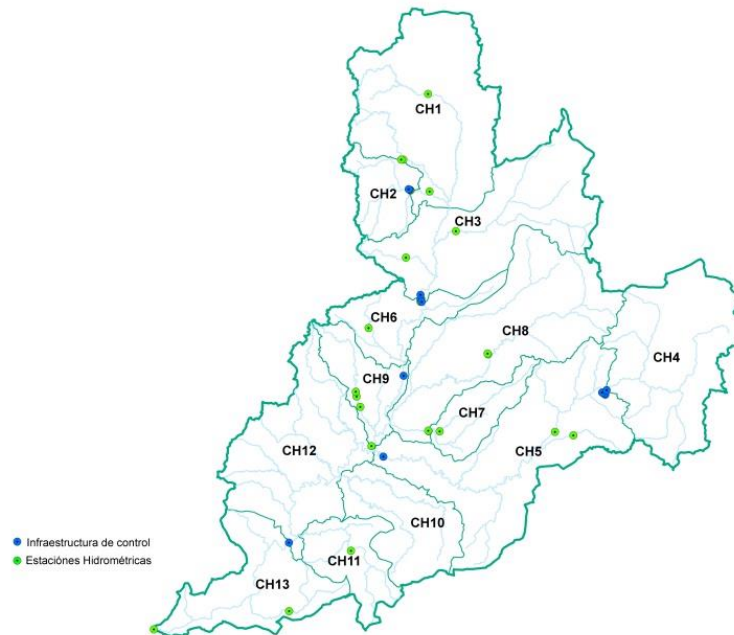 CH1
CH2
CH3
CH6
CH8
CH4
CH9
CH7
CH12
CH5
CH10
Infraestructura de control
Estaciónes Hidrométricas
CH11
CH13